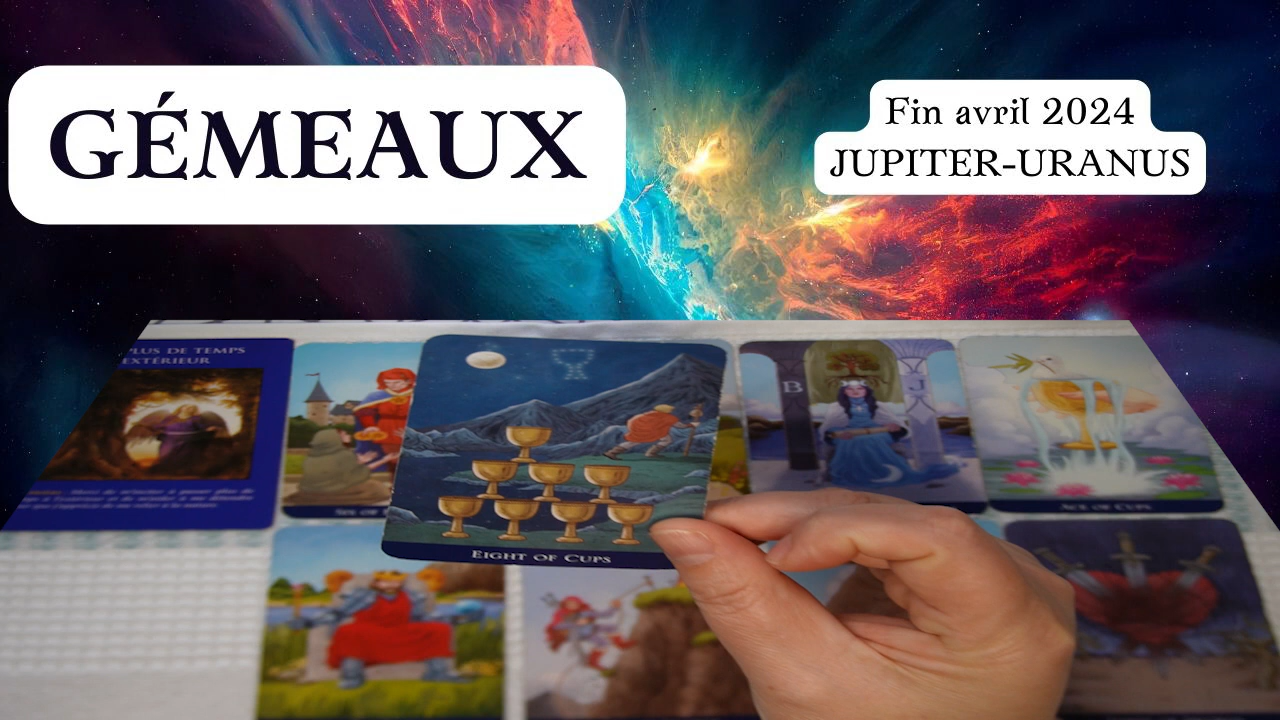 GÉMEAUX
Fin avril 2024
JUPITER-URANUS
PLUS DE TEMPS
EXTÉRIEUR
B
J
EIGHT OF CUPS
ACE OF CUPS